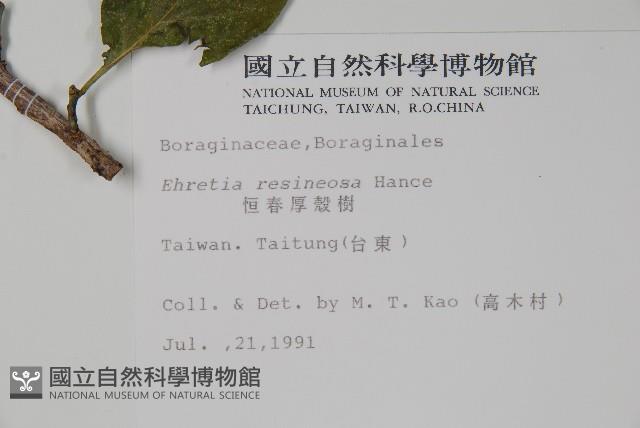 國立自然科學博物館
NATIONAL MUSEUM OF NATURAL SCIENCE
TAICHUNG, TAIWAN, R.O.CHINA
Boraginaceae,Boraginales
Ehretia resineosa Hance
恒春厚殼樹
Taiwan. Taitung(台東)
Coll. & Det. by M. T. Kao (高木村)
Jul. ,21,1991
國立自然科學博物館
NATIONAL MUSEUM OF NATURAL SCIENCE